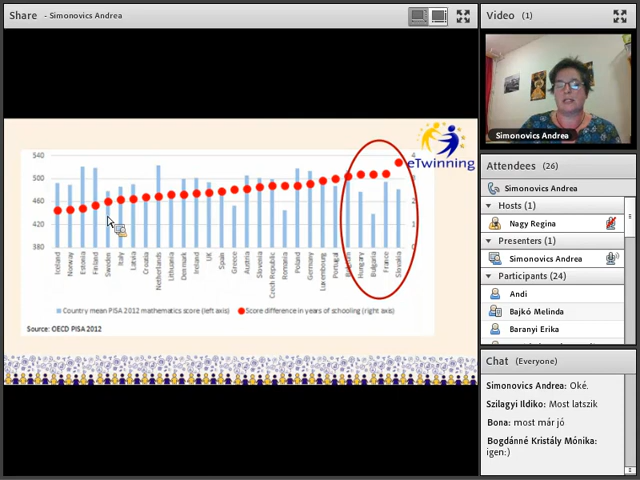 Share - Simonovics Andrea
eTwinning
540
500
460
420
380
4
2
1
Iceland
Norway
Estonia
Finland
Sweden
Italy
Latvia
Croatia
Netherlands
Lithuania
Denmark
Ireland
UK
Spain
Greece
Austria
Slovenia
Czech Republic
Romania
Poland
Germany
Luxembourg
Portugal
Hungary
Bulgaria
France
Slovakia
Country mean PISA 2012 mathematics score (left axis)
Score difference in years of schooling (right axis)
Source: OECD PISA 2012
Video (1)
Simonovics Andrea
Attendees (26)
Simonovics Andrea
Hosts (1)
Nagy Regina
Presenters (1)
Simonovics Andrea
Participants (24)
Andi
Bajkó Melinda
Baranyi Erika
Chat (Everyone)
Simonovics Andrea: Oké.
Szilagyi Ildiko: Most latszik
Bona: most már jó
Bogdánné Kristály Mónika:
igen:)